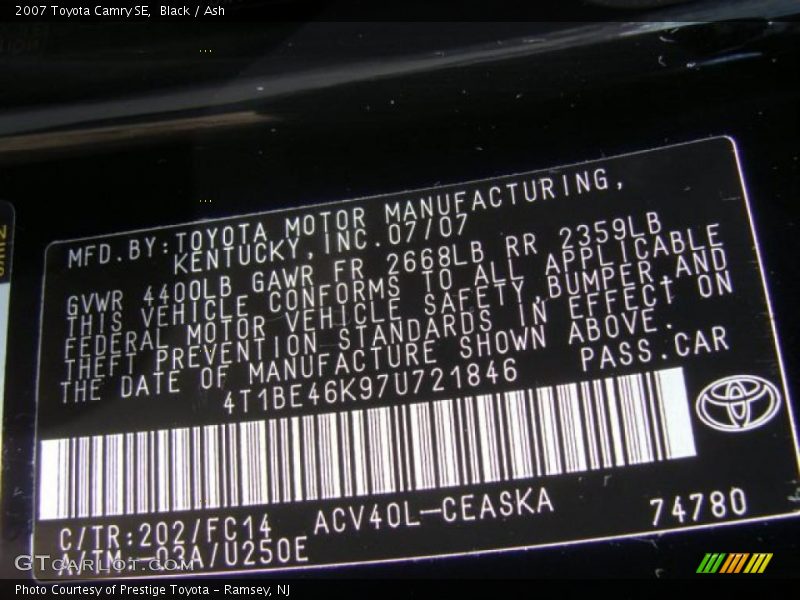 2007 Toyota Camry SE, Black / Ash
MFD.BY:TOYOTA MOTOR MANUFACTURING,
KENTUCKY,INC.07/07
GVWR 4400LB GAWR FR 2668LB RR 2359LB
THIS VEHICLE CONFORMS TO ALL APPLICABLE
FEDERAL MOTOR VEHICLE SAFETY,BUMPER,AND
THEFT PREVENTION STANDARDS IN EFFECT ON
THE DATE OF MANUFACTURE SHOWN ABOVE.
4T1BE46K97U721846 PASS.CAR
C/TR:202/FC14 ACV40L-CEASKA 74780
A/TM:-03A/U250E
GTcarLot.com
Photo Courtesy of Prestige Toyota - Ramsey, NJ